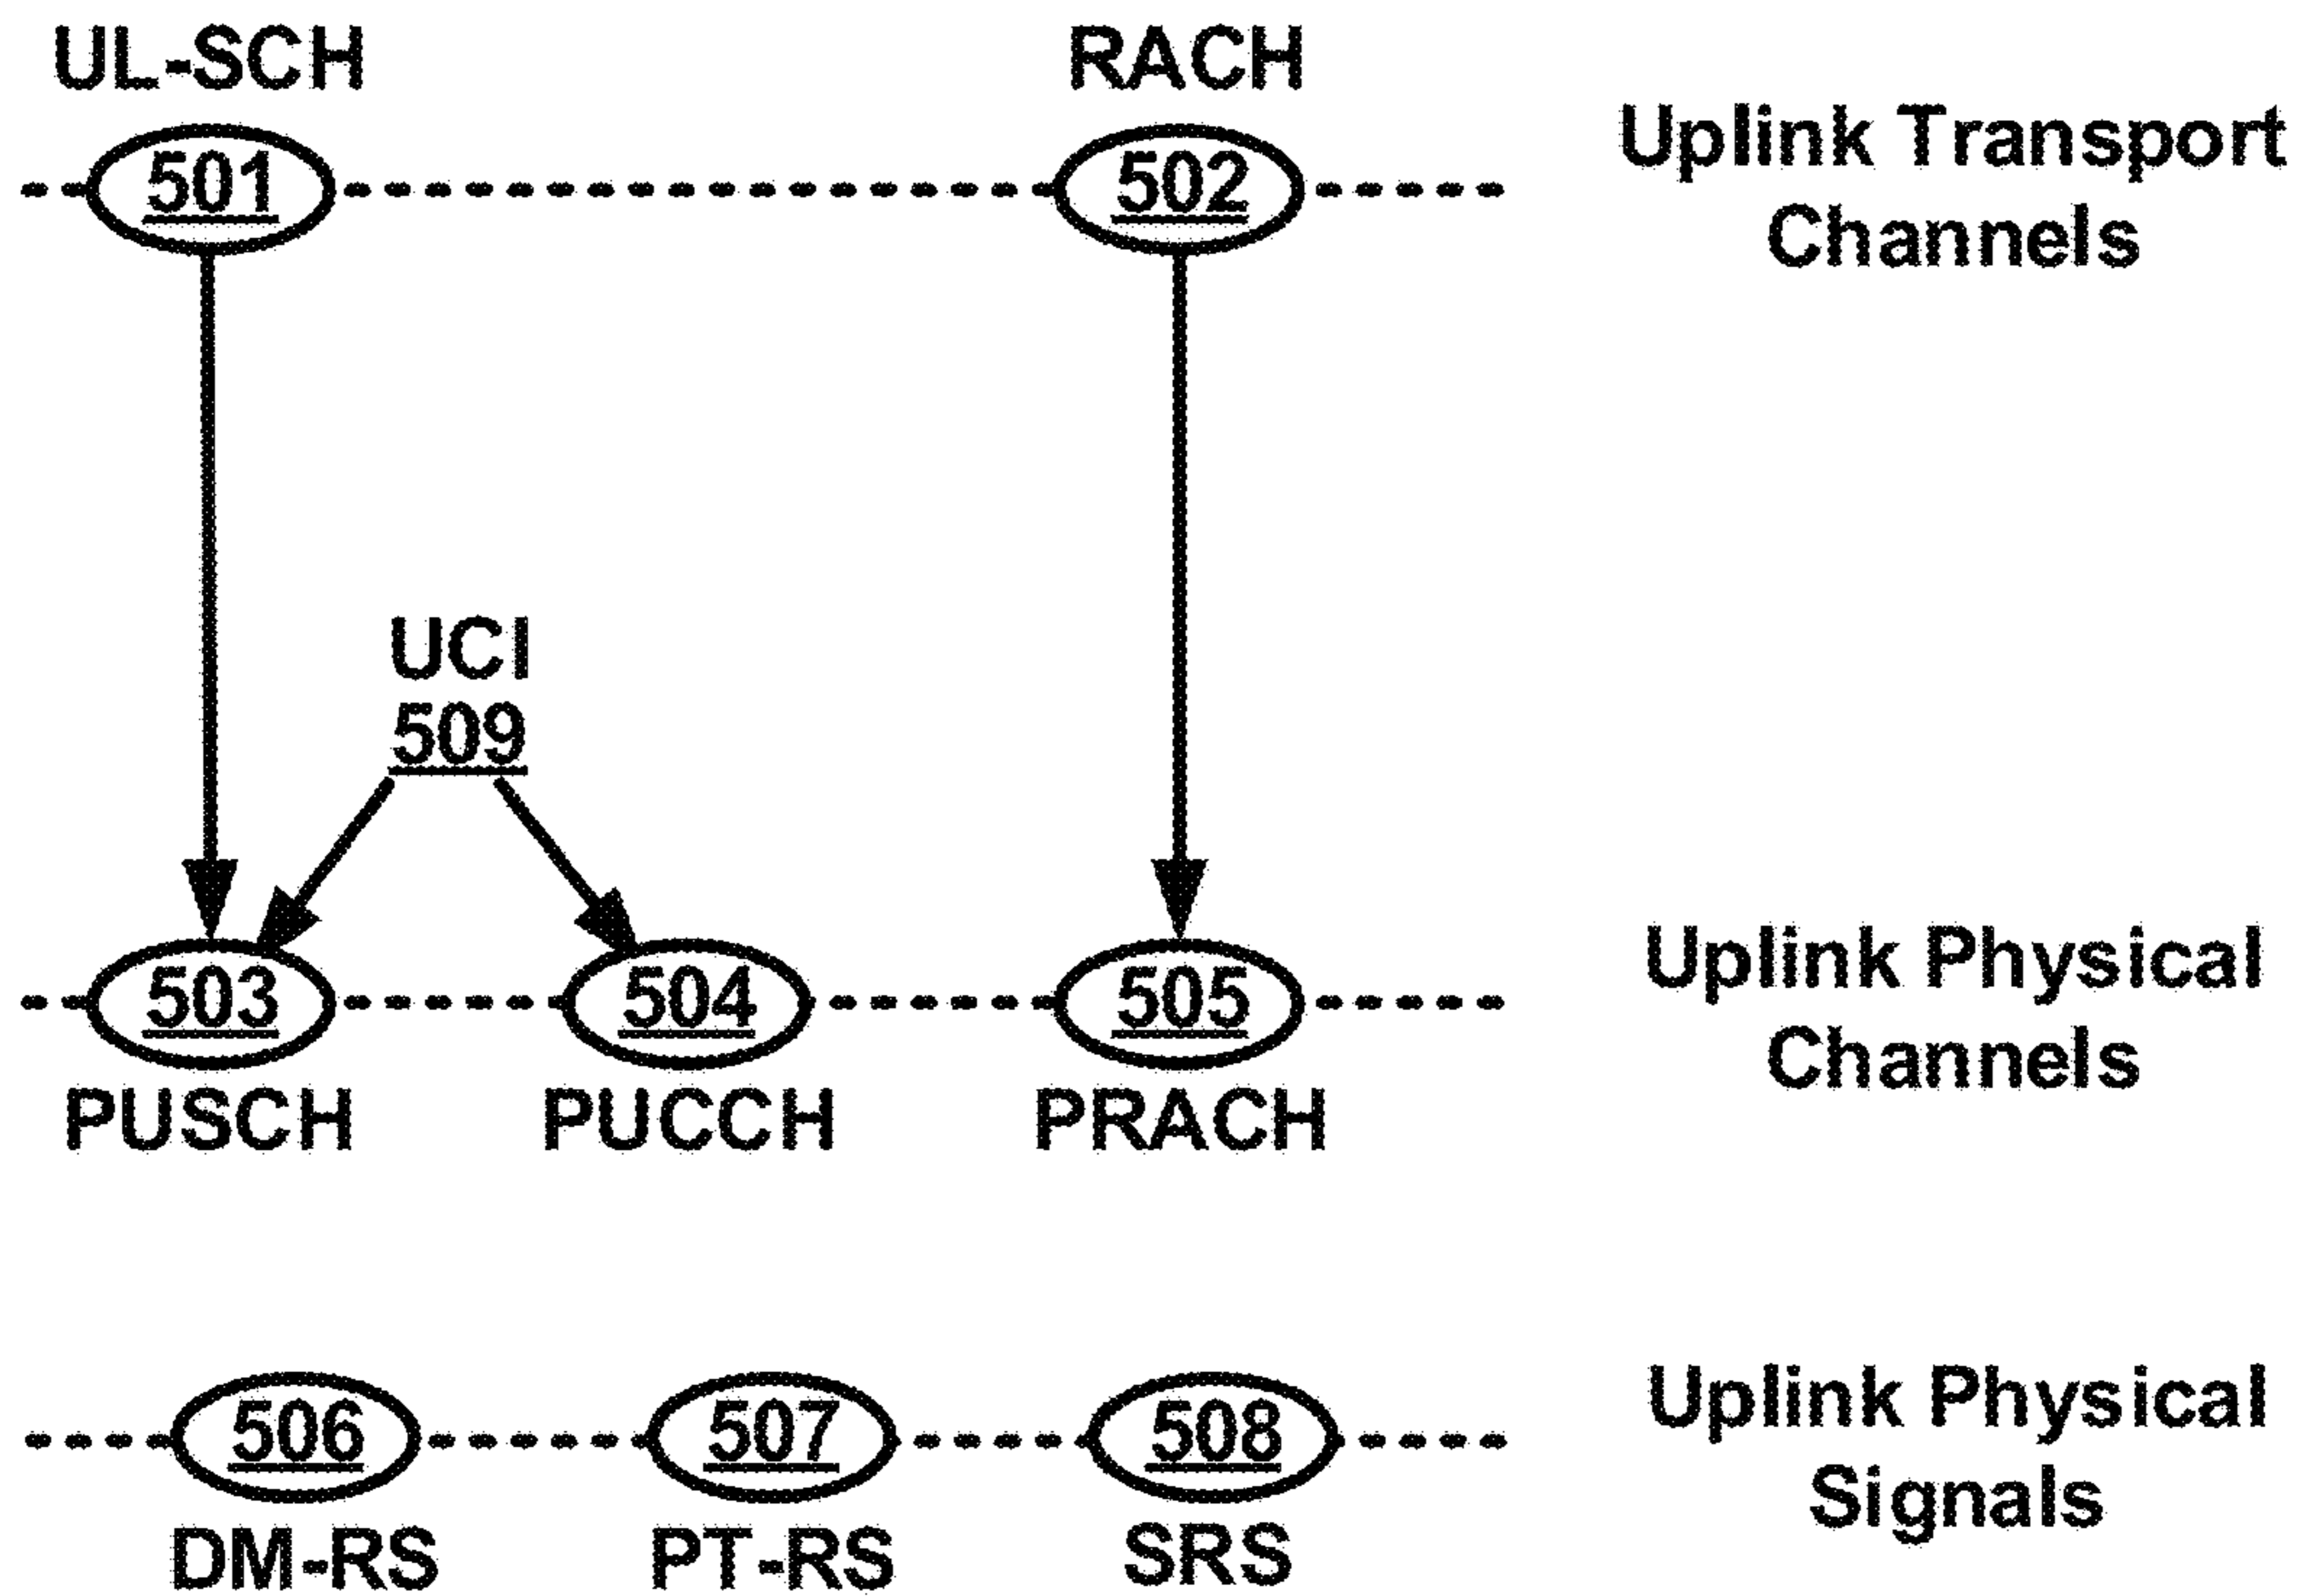 UL-SCH
RACH
501
502
Uplink Transport
Channels
UCI
509
503
504
505
Uplink Physical
Channels
PUSCH
PUCCH
PRACH
506
507
508
Uplink Physical
Signals
DM-RS
PT-RS
SRS